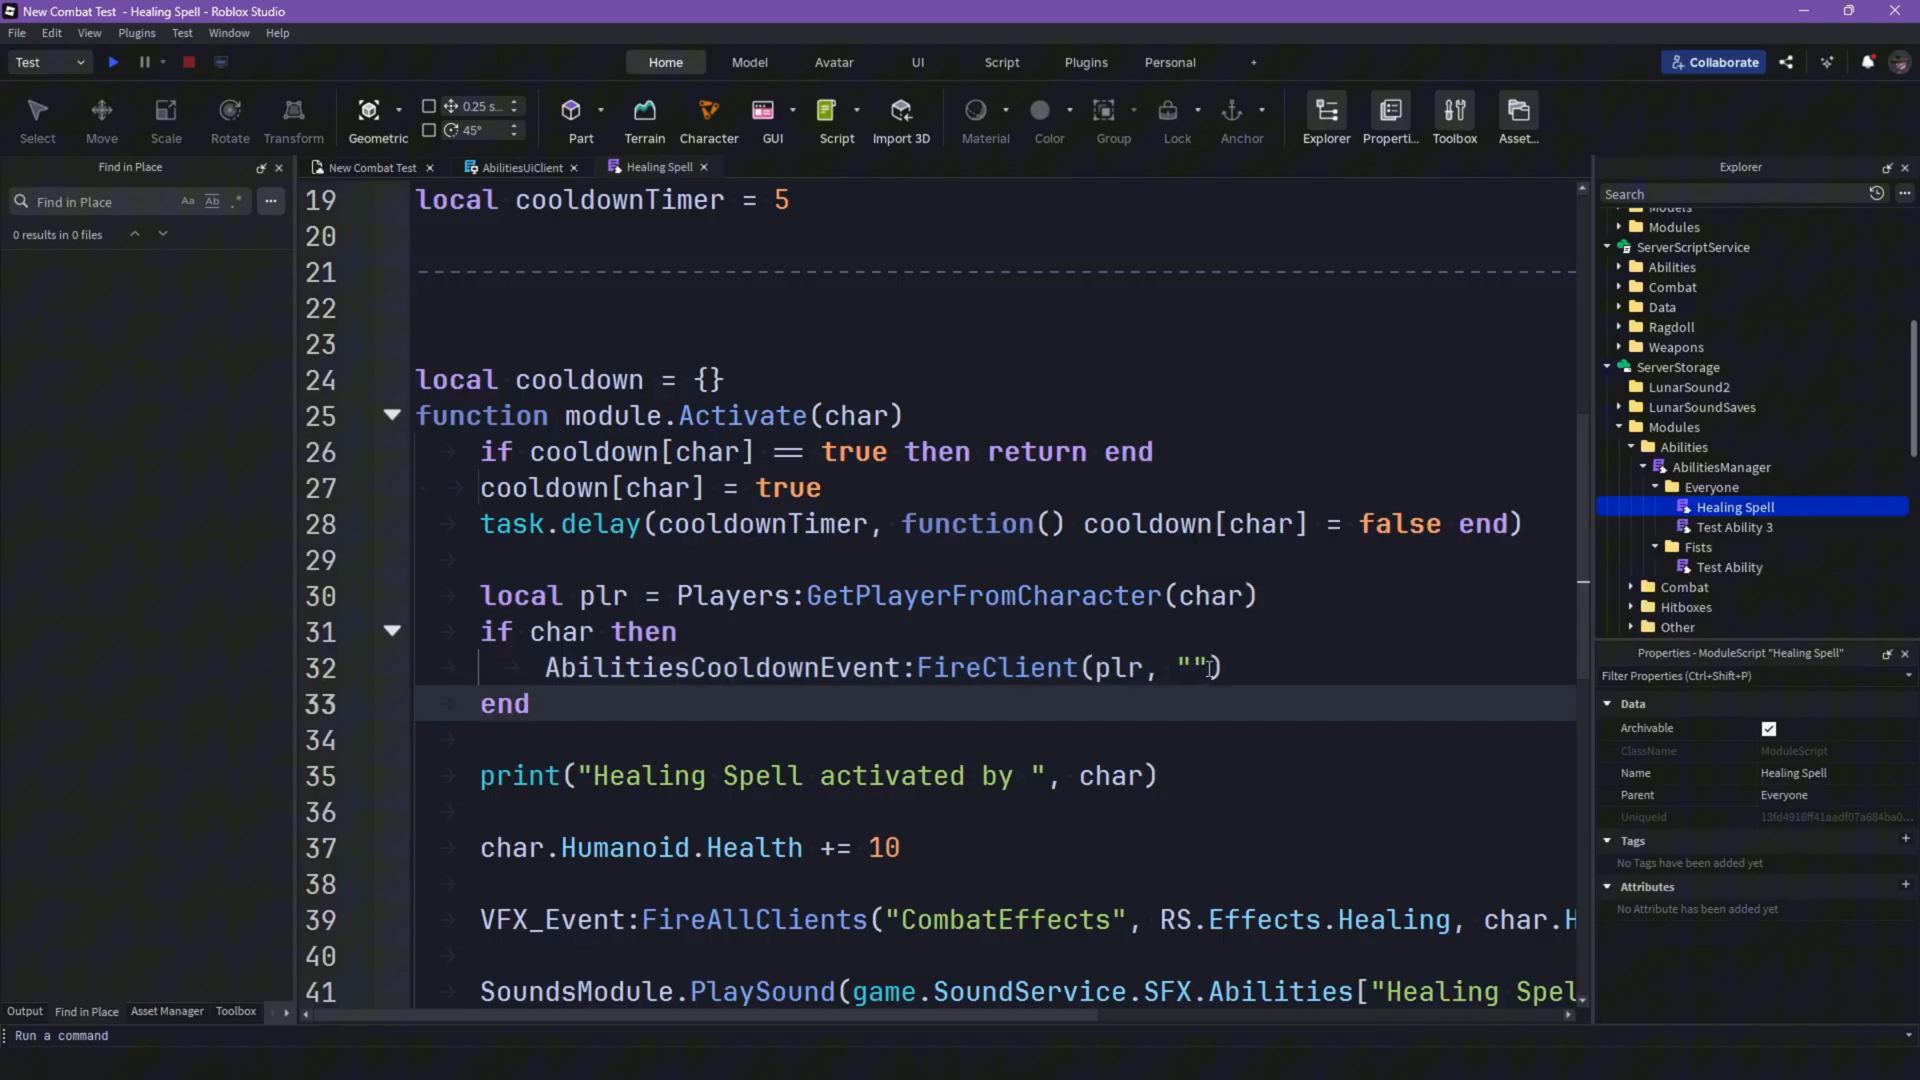 New Combat Test - Healing Spell - Roblox Studio
File Edit View Plugins Test Window Help
Test
Home Model Avatar UI Script Plugins Personal +
Collaborate
0.25 s...
45°
Select Move Scale Rotate Transform Geometric Part Terrain Character GUI Script Import 3D Material Color Group Lock Anchor Explorer Properti... Toolbox Asset...
Find in Place
Find in Place
0 results in 0 files
New Combat Test AbilitiesUiClient Healing Spell
19 local cooldownTimer = 5
20
21 ------------------------------------------------------------------------
22
23
24 local cooldown = {}
25 function module.Activate(char)
26 if cooldown[char] == true then return end
27 cooldown[char] = true
28 task.delay(cooldownTimer, function() cooldown[char] = false end)
29
30 local plr = Players:GetPlayerFromCharacter(char)
31 if char then
32 AbilitiesCooldownEvent:FireClient(plr, "")
33 end
34
35 print("Healing Spell activated by ", char)
36
37 char.Humanoid.Health += 10
38
39 VFX_Event:FireAllClients("CombatEffects", RS.Effects.Healing, char.H
40
41 SoundsModule.PlaySound(game.SoundService.SFX.Abilities["Healing Spel
Explorer
Search
Models
Modules
ServerScriptService
Abilities
Combat
Data
Ragdoll
Weapons
ServerStorage
LunarSound2
LunarSoundSaves
Modules
Abilities
AbilitiesManager
Everyone
Healing Spell
Test Ability 3
Fists
Test Ability
Combat
Hitboxes
Other
Properties - ModuleScript "Healing Spell"
Filter Properties (Ctrl+Shift+P)
Data
Archivable
ClassName ModuleScript
Name Healing Spell
Parent Everyone
UniqueId 13fd4916ff41aadf07a684ba0...
Tags
No Tags have been added yet
Attributes
No Attribute has been added yet
Output Find in Place Asset Manager Toolbox
Run a command